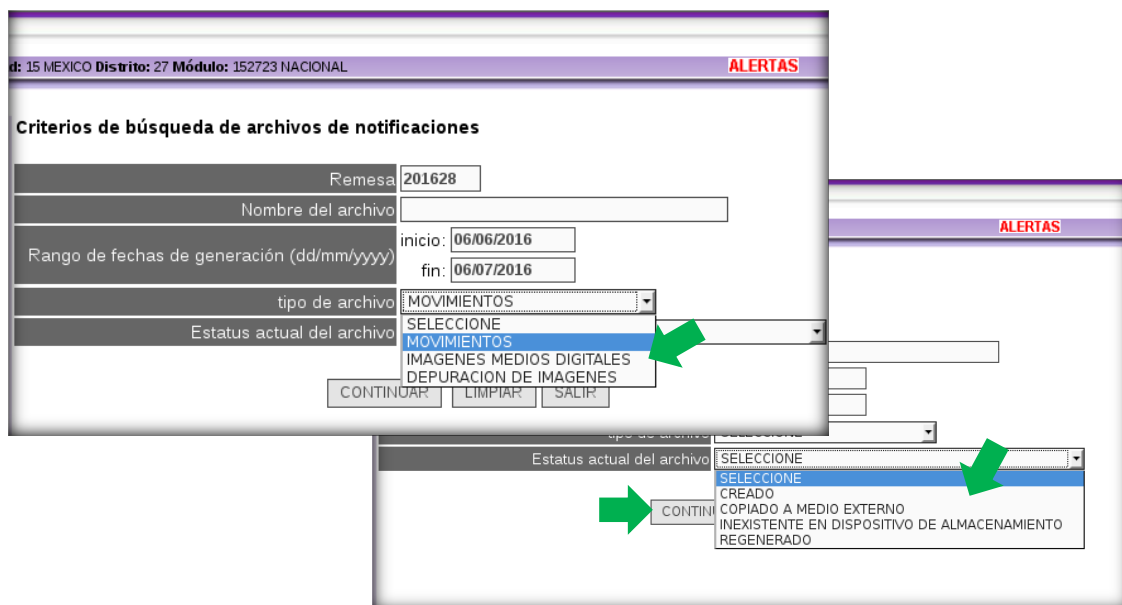 d: 15 MEXICO Distrito: 27 Módulo: 152723 NACIONAL
ALERTAS
Criterios de búsqueda de archivos de notificaciones
Remesa 201628
Nombre del archivo
Rango de fechas de generación (dd/mm/yyyy)
inicio: 06/06/2016
fin: 06/07/2016
tipo de archivo MOVIMIENTOS
Estatus actual del archivo
SELECCIONE
MOVIMIENTOS
IMAGENES MEDIOS DIGITALES
DEPURACION DE IMAGENES
CONTINUAR LIMPIAR SALIR
ALERTAS
tipo de archivo SELECCIONE
Estatus actual del archivo SELECCIONE
SELECCIONE
CREADO
COPIADO A MEDIO EXTERNO
INEXISTENTE EN DISPOSITIVO DE ALMACENAMIENTO
REGENERADO
CONTIN